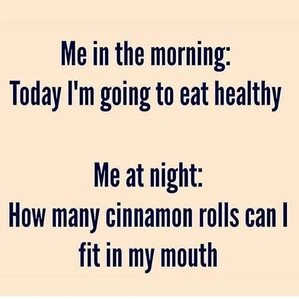 Me in the morning:
Today I'm going to eat healthy
Me at night:
How many cinnamon rolls can I
fit in my mouth